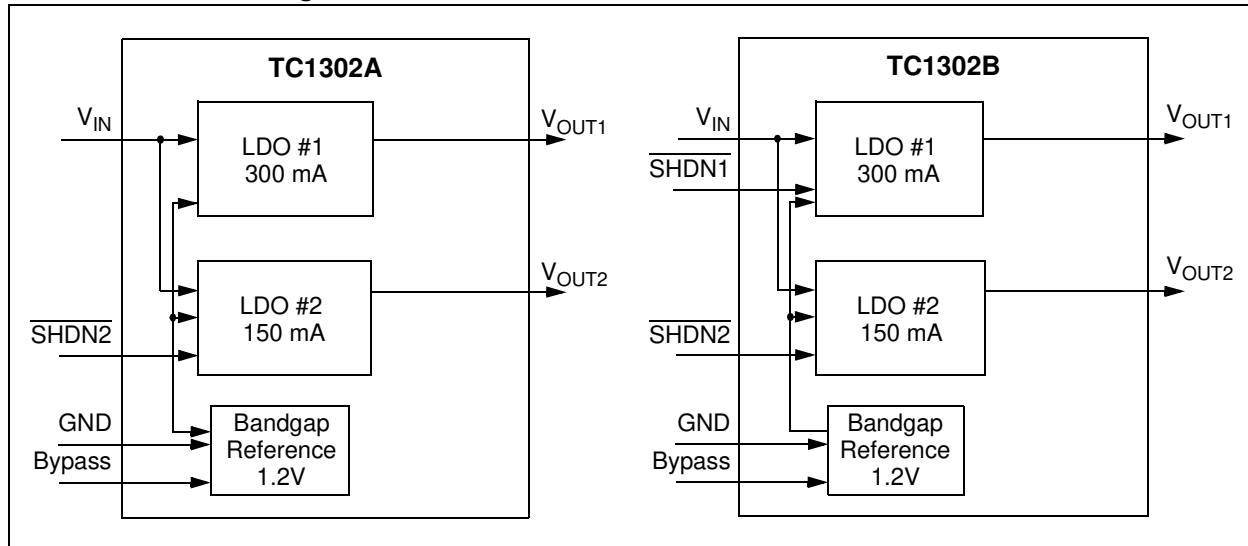 TC1302A
V_IN
LDO #1
300 mA
V_OUT1
LDO #2
150 mA
V_OUT2
SHDN2
GND
Bypass
Bandgap
Reference
1.2V
TC1302B
V_IN
SHDN1
LDO #1
300 mA
V_OUT1
LDO #2
150 mA
V_OUT2
SHDN2
GND
Bypass
Bandgap
Reference
1.2V